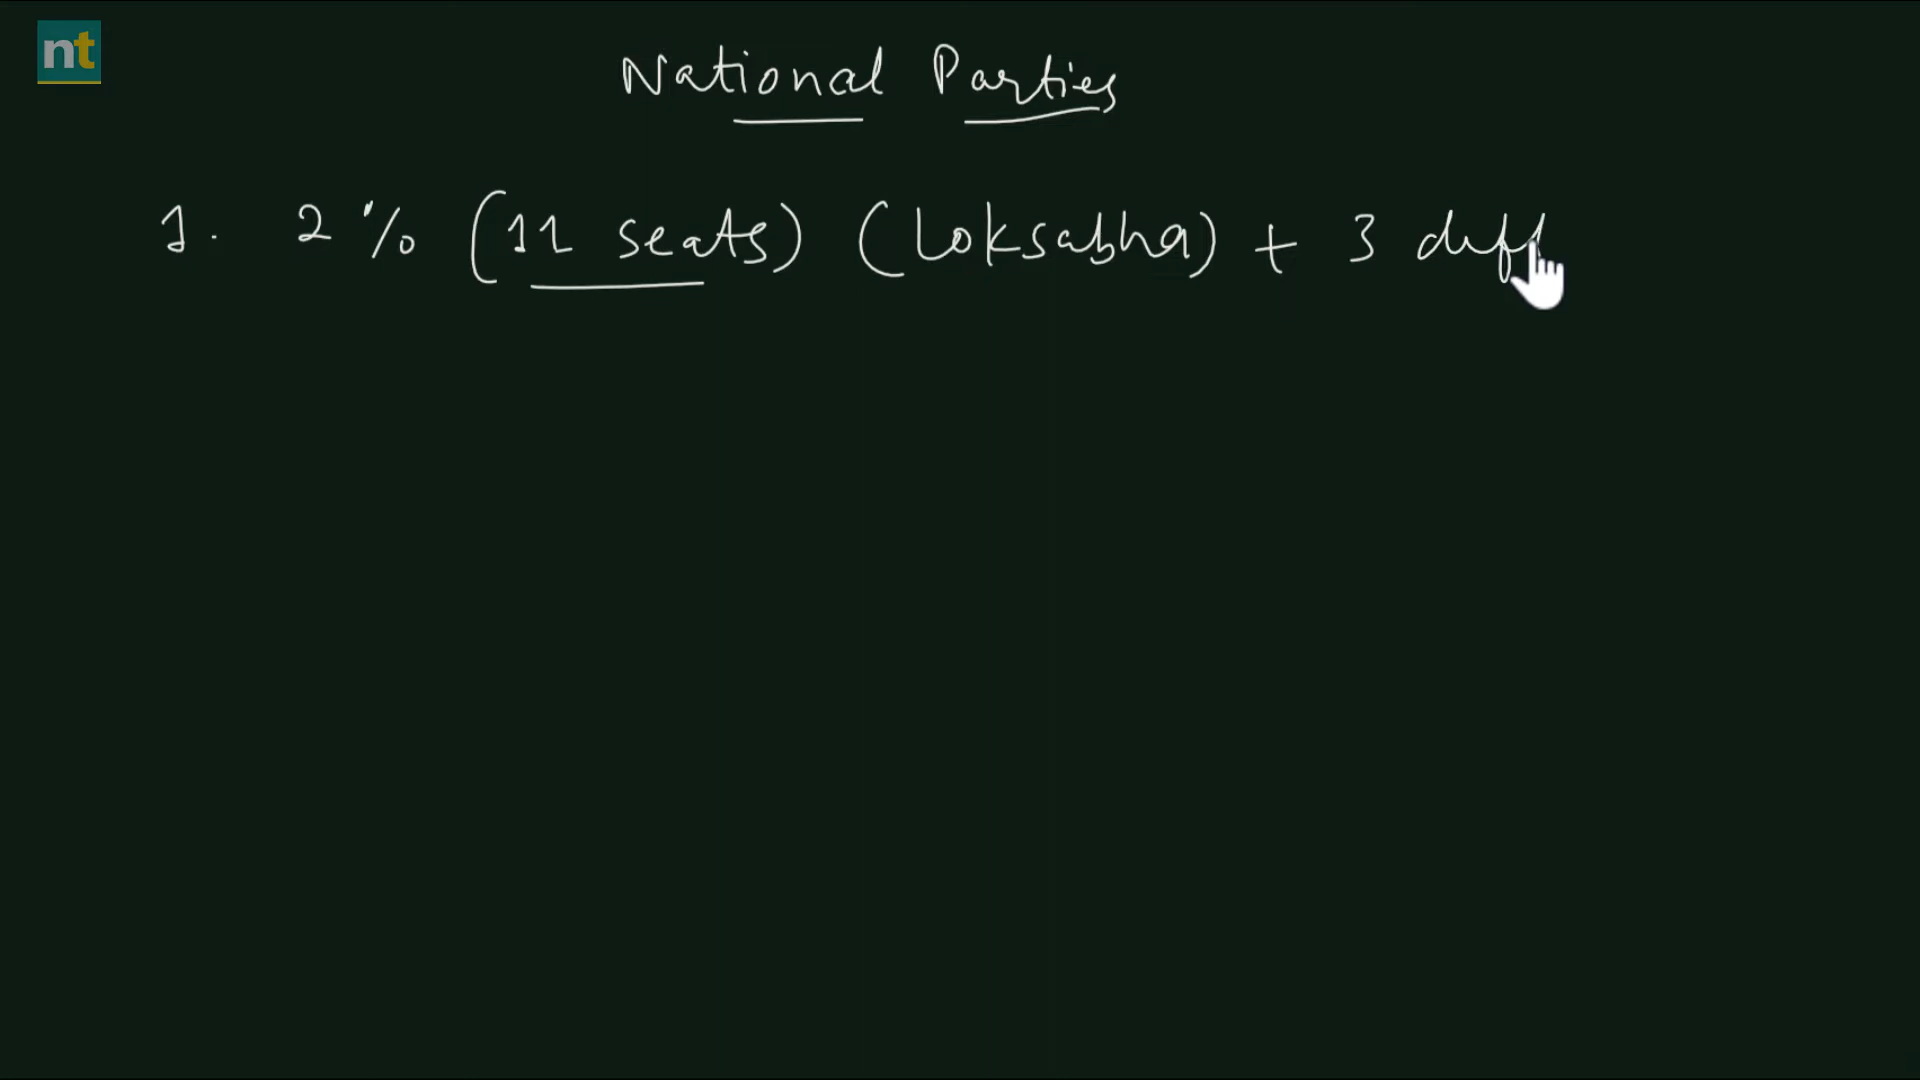 nt
National Parties
1. 2% (11 seats) (Loksabha) + 3 diff